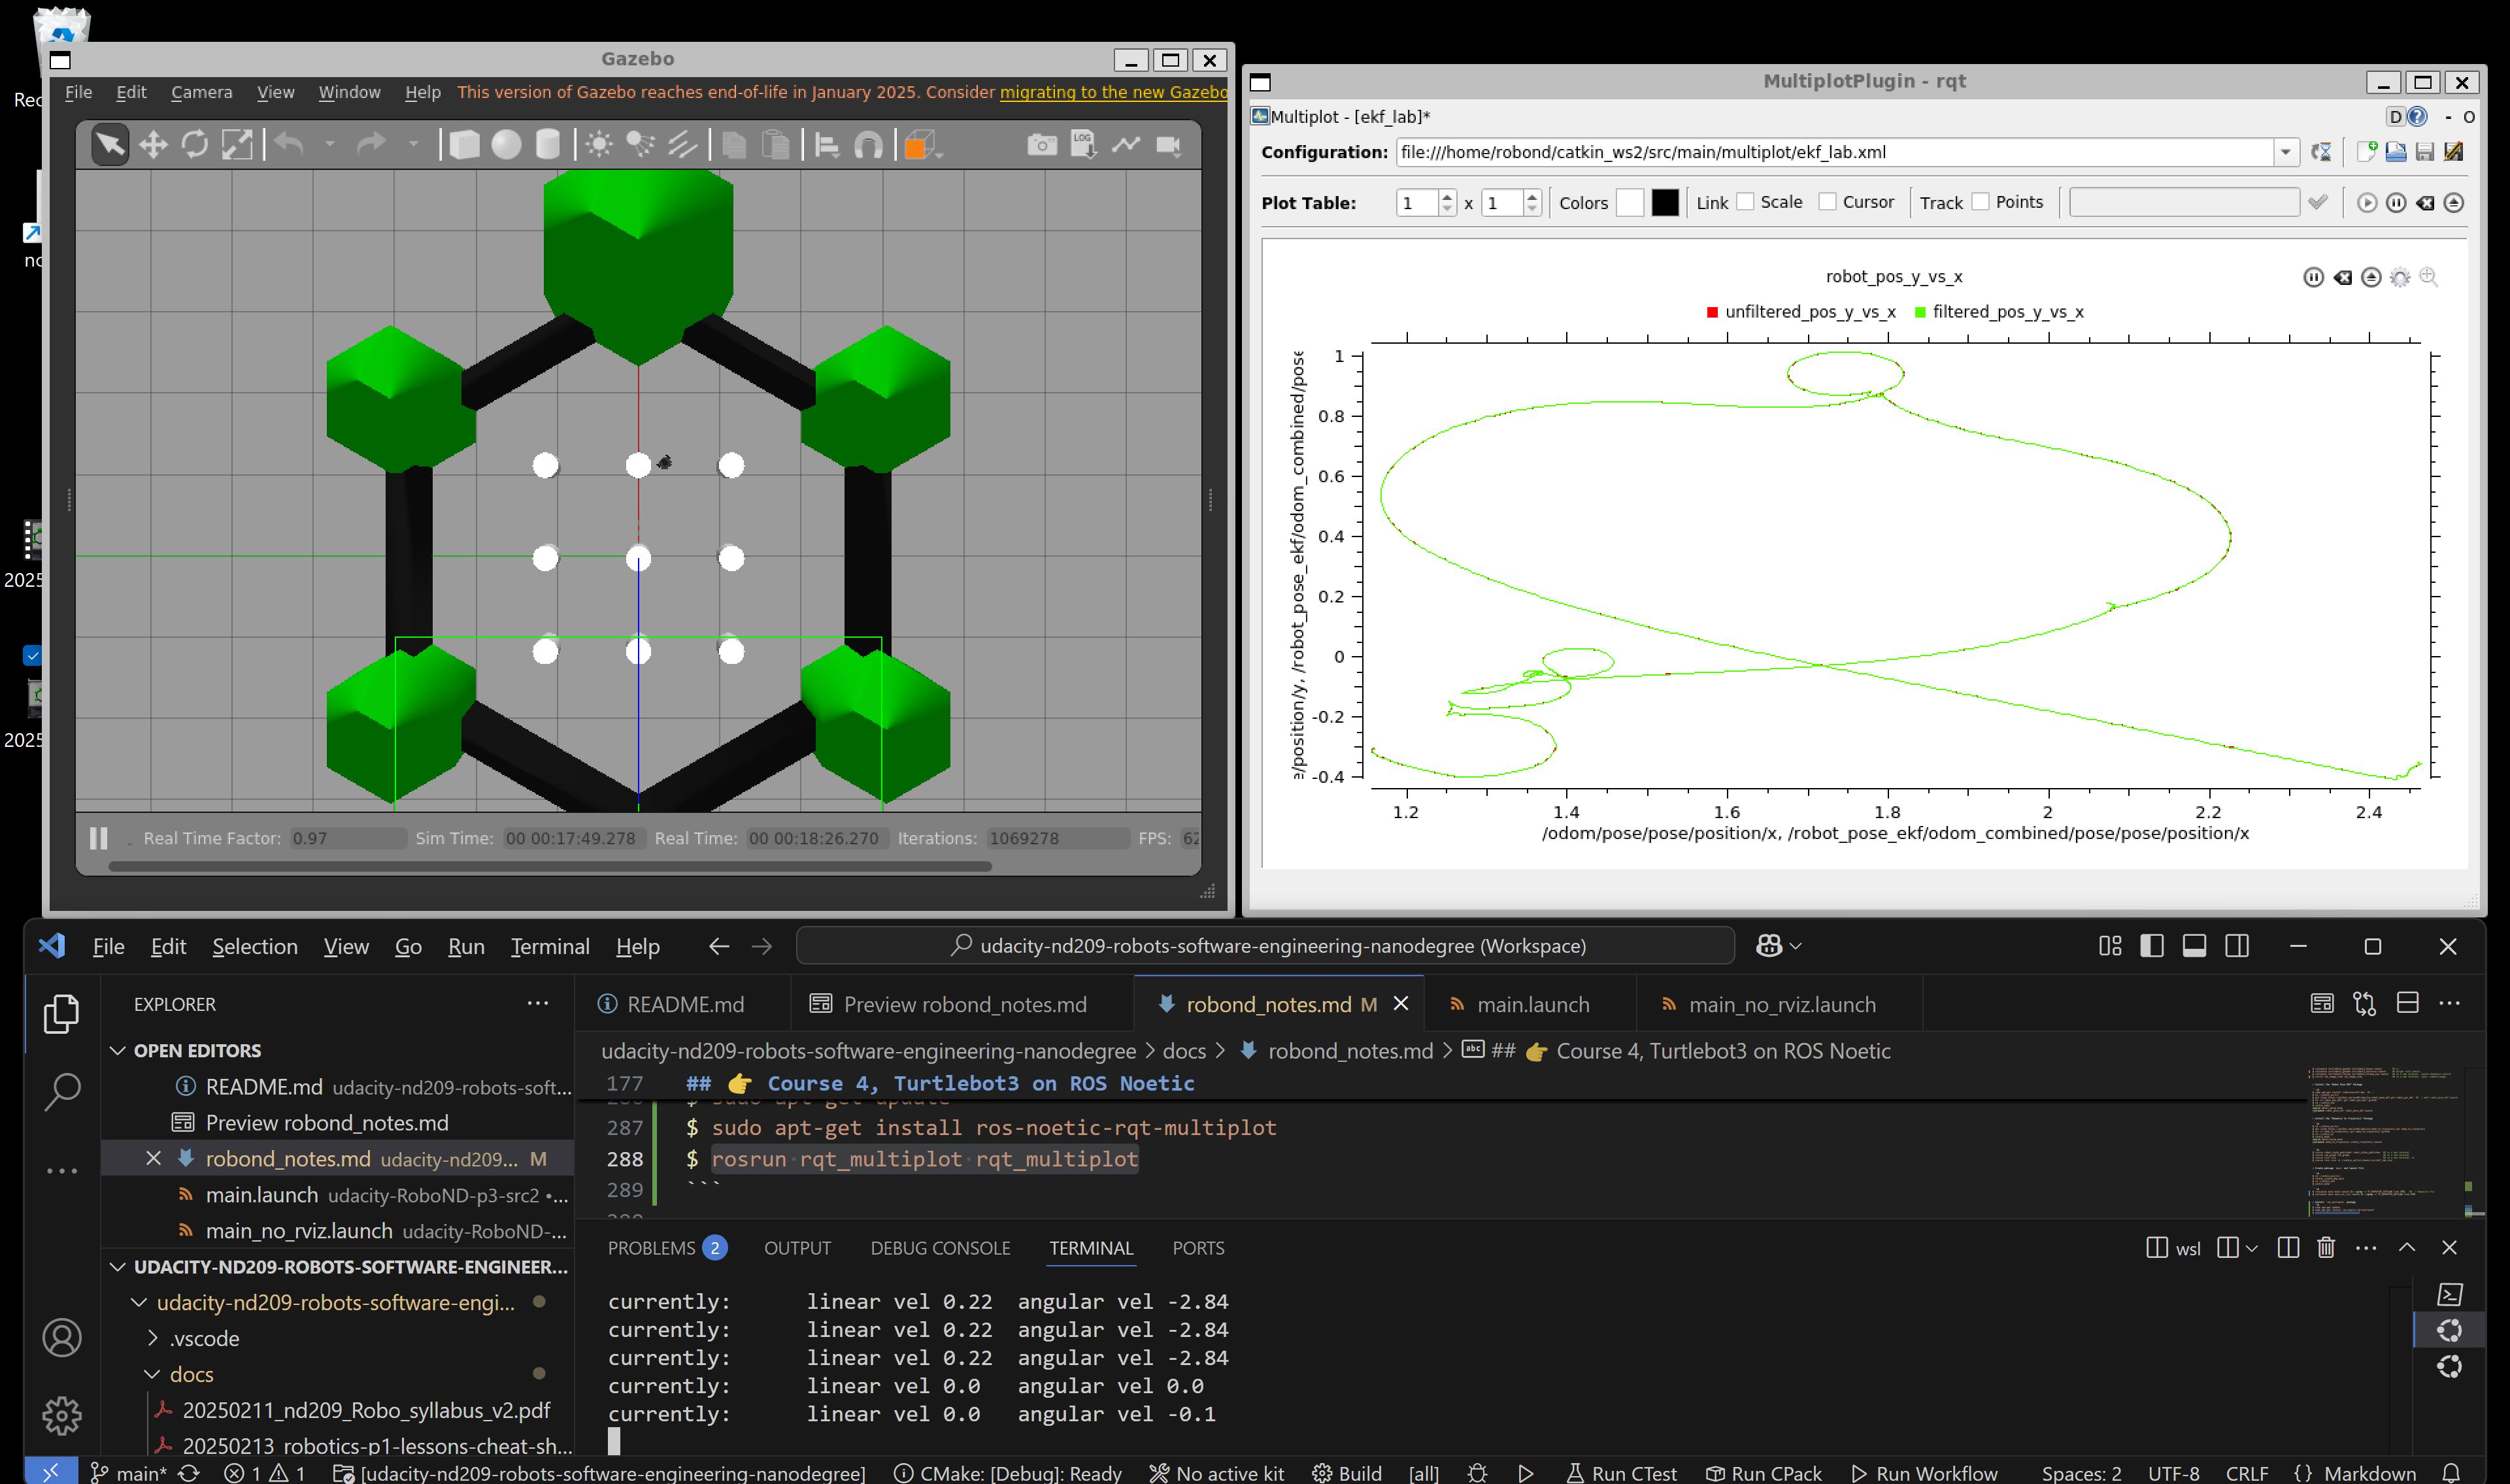 Rec
no
2025
2025
Gazebo
File Edit Camera View Window Help This version of Gazebo reaches end-of-life in January 2025. Consider migrating to the new Gazebo
LOG
Real Time Factor: 0.97 Sim Time: 00 00:17:49.278 Real Time: 00 00:18:26.270 Iterations: 1069278 FPS: 62
MultiplotPlugin - rqt
Multiplot - [ekf_lab]* D ? - O
Configuration: file:///home/robond/catkin_ws2/src/main/multiplot/ekf_lab.xml
Plot Table: 1 x 1 Colors Link Scale Cursor Track Points
robot_pos_y_vs_x
unfiltered_pos_y_vs_x filtered_pos_y_vs_x
e/position/y, /robot_pose_ekf/odom_combined/pose
1
0.8
0.6
0.4
0.2
0
-0.2
-0.4
1.2 1.4 1.6 1.8 2 2.2 2.4
/odom/pose/pose/position/x, /robot_pose_ekf/odom_combined/pose/pose/position/x
File Edit Selection View Go Run Terminal Help udacity-nd209-robots-software-engineering-nanodegree (Workspace)
EXPLORER ...
OPEN EDITORS
README.md udacity-nd209-robots-soft...
Preview robond_notes.md
robond_notes.md udacity-nd209... M
main.launch udacity-RoboND-p3-src2 •...
main_no_rviz.launch udacity-RoboND-...
UDACITY-ND209-ROBOTS-SOFTWARE-ENGINEER...
udacity-nd209-robots-software-engi...
.vscode
docs
20250211_nd209_Robo_syllabus_v2.pdf
20250213_robotics-p1-lessons-cheat-sh...
README.md Preview robond_notes.md robond_notes.md M main.launch main_no_rviz.launch
udacity-nd209-robots-software-engineering-nanodegree > docs > robond_notes.md > abc ## 👉 Course 4, Turtlebot3 on ROS Noetic
177 ## 👉 Course 4, Turtlebot3 on ROS Noetic
$ sudo apt-get update
287 $ sudo apt-get install ros-noetic-rqt-multiplot
288 $ rosrun rqt_multiplot rqt_multiplot
289 ```
PROBLEMS 2 OUTPUT DEBUG CONSOLE TERMINAL PORTS wsl
currently: linear vel 0.22 angular vel -2.84
currently: linear vel 0.22 angular vel -2.84
currently: linear vel 0.22 angular vel -2.84
currently: linear vel 0.0 angular vel 0.0
currently: linear vel 0.0 angular vel -0.1
main* 1 1 [udacity-nd209-robots-software-engineering-nanodegree] CMake: [Debug]: Ready No active kit Build [all] Run CTest Run CPack Run Workflow Spaces: 2 UTF-8 CRLF {} Markdown